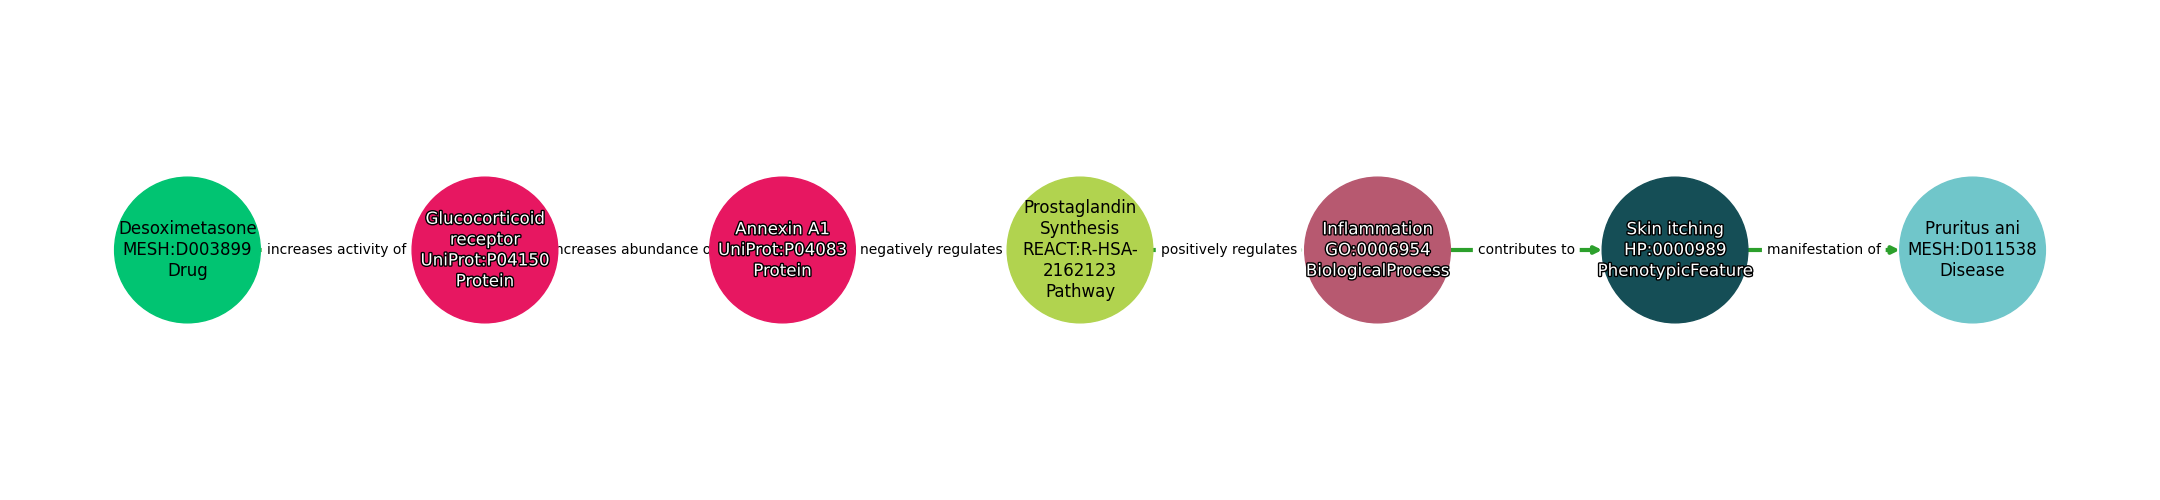 Desoximetasone
MESH:D003899
Drug
increases activity of
Glucocorticoid
receptor
UniProt:P04150
Protein
ncreases abundance o
Annexin A1
UniProt:P04083
Protein
negatively regulates
Prostaglandin
Synthesis
REACT:R-HSA-
2162123
Pathway
positively regulates
Inflammation
GO:0006954
BiologicalProcess
contributes to
Skin itching
HP:0000989
PhenotypicFeature
manifestation of
Pruritus ani
MESH:D011538
Disease